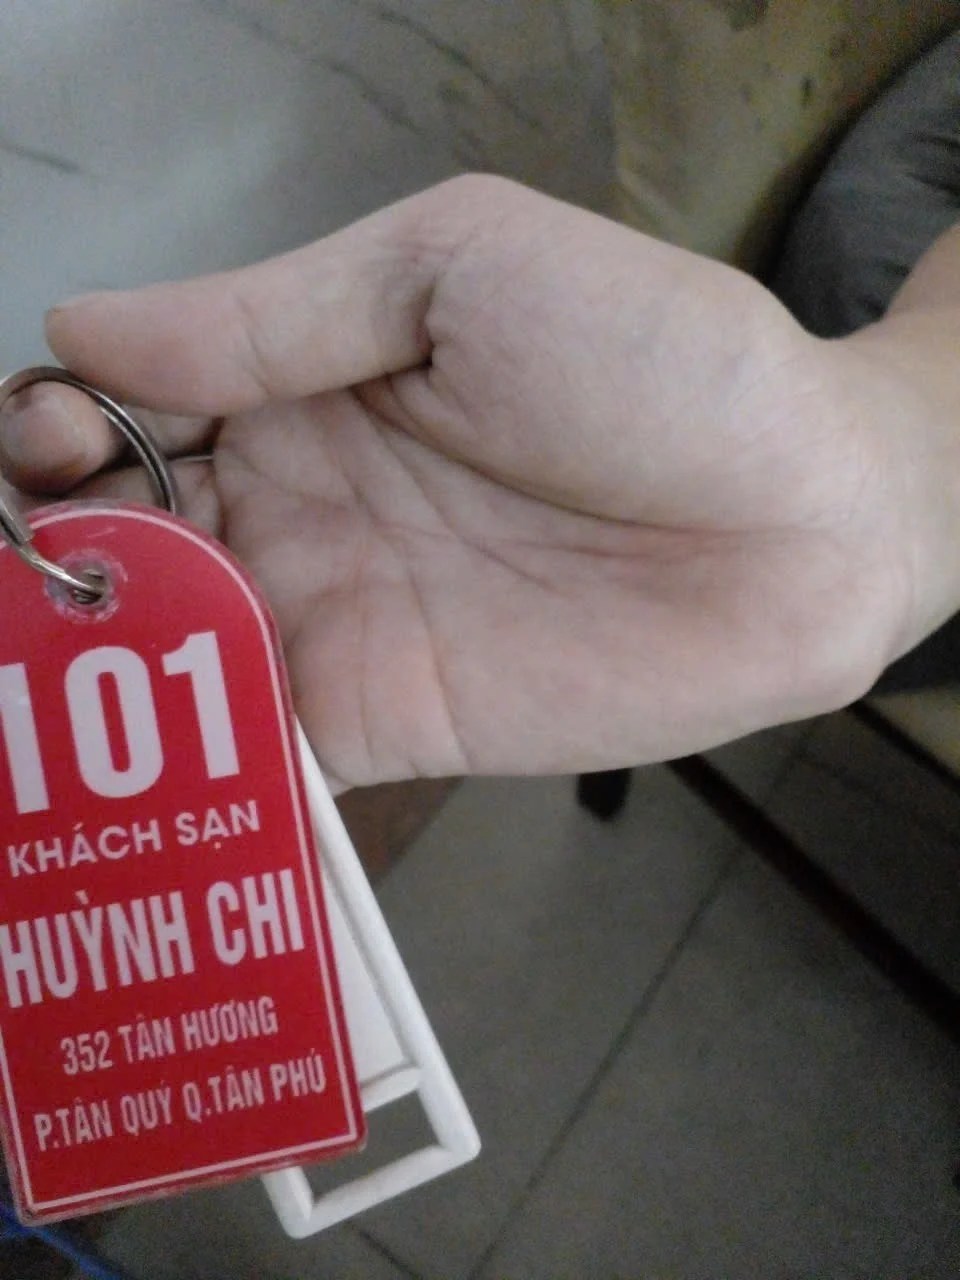 101
KHÁCH SẠN
HUỲNH CHI
352 TÂN HƯƠNG
P.TÂN QUÝ Q.TÂN PHÚ